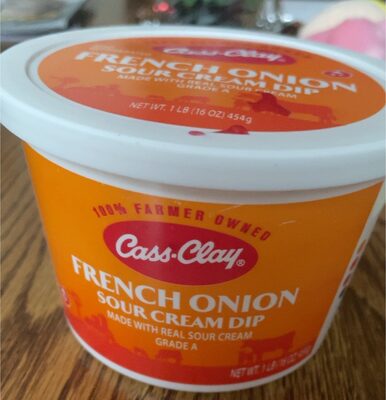 Cass-Clay
FRENCH ONION
SOUR CREAM DIP
MADE WITH REAL SOUR CREAM
GRADE A
NET WT. 1 LB (16 OZ) 454g
100% FARMER OWNED
Cass-Clay®
FRENCH ONION
SOUR CREAM DIP
MADE WITH REAL SOUR CREAM
GRADE A
NET WT. 1 LB (16 OZ) 454g